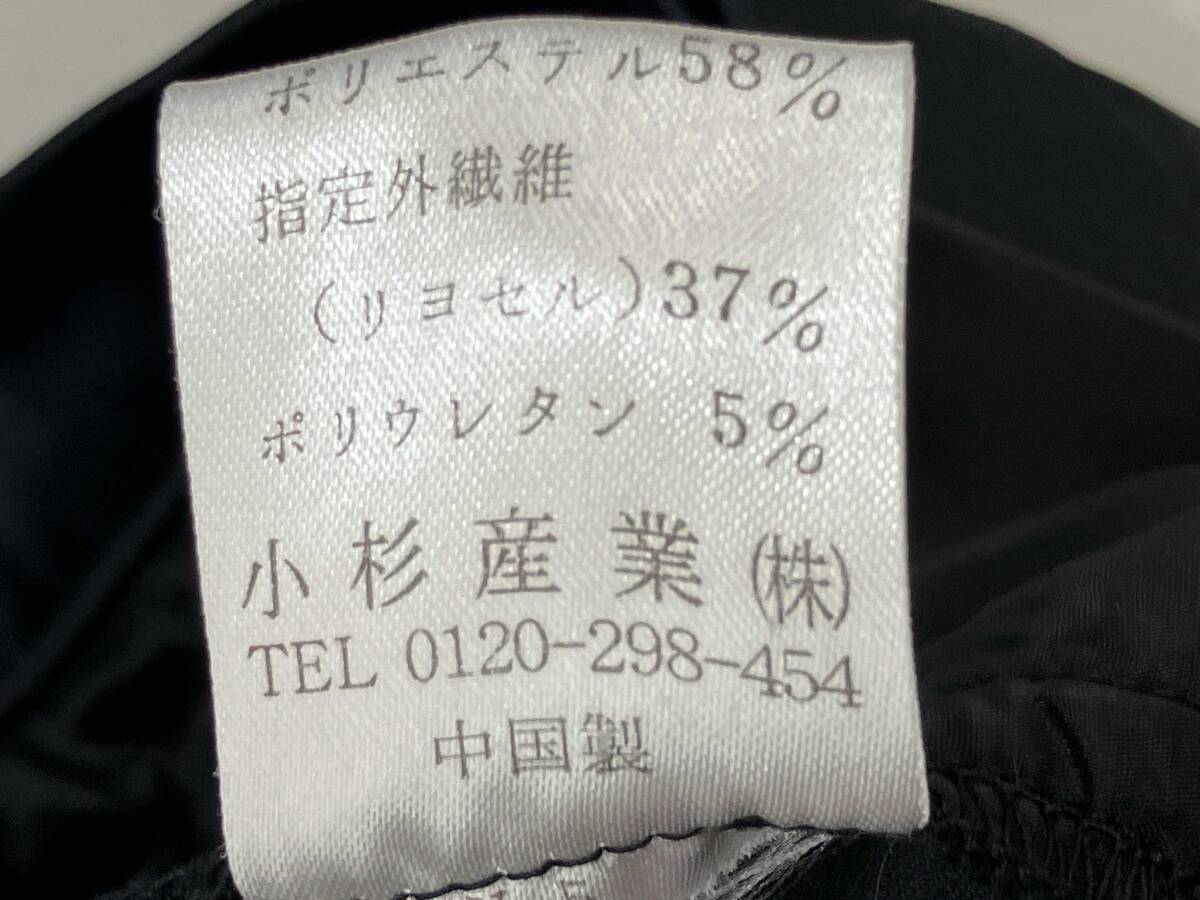 ポリエステル58%
指定外繊維
(リヨセル)37%
ポリウレタン 5%
小杉産業(株)
TEL 0120-298-454
中国製